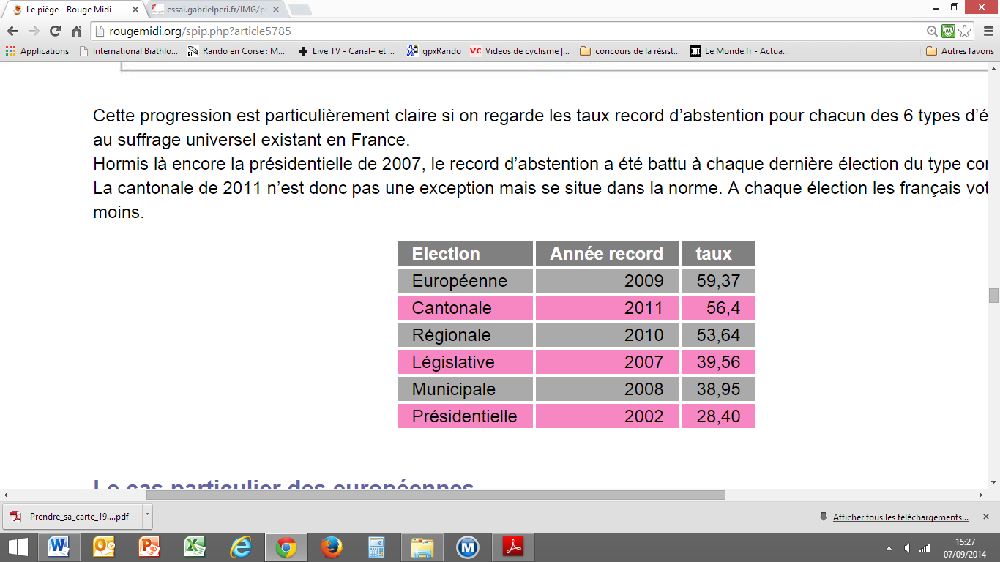 Le piège - Rouge Midi
essai.gabrielperi.fr/IMG/p
rougemidi.org/spip.php?article5785
Applications
International Biathlo...
Rando en Corse : M...
Live TV - Canal+ et ...
gpxRando
VC Videos de cyclisme |...
concours de la résist...
M Le Monde.fr - Actua...
Autres favoris
Cette progression est particulièrement claire si on regarde les taux record d'abstention pour chacun des 6 types d'é
au suffrage universel existant en France.
Hormis là encore la présidentielle de 2007, le record d'abstention a été battu à chaque dernière élection du type
La cantonale de 2011 n'est donc pas une exception mais se situe dans la norme. A chaque élection les français vot
moins.
Election Année record taux
Européenne 2009 59,37
Cantonale 2011 56,4
Régionale 2010 53,64
Législative 2007 39,56
Municipale 2008 38,95
Présidentielle 2002 28,40
Le cas particulier des européennes
Prendre_sa_carte_19....pdf
Afficher tous les téléchargements...
15:27
07/09/2014